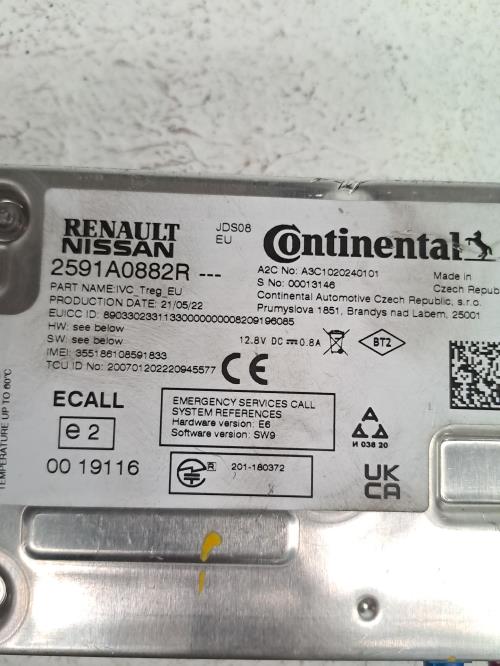 RENAULT
NISSAN
JDS08
EU
Continental
2591A0882R ---
PART NAME: IVC_Treg_EU
PRODUCTION DATE: 21/05/22
EUICC ID: 89033023311330000000008209196085
HW: see below
SW: see below
IMEI: 355186108591833
TCU ID No: 200701202220945577
A2C No: A3C1020240101
S No: 00013146
Made in
Czech Republic
Continental Automotive Czech Republic, s.r.o.
Prumyslova 1851, Brandys nad Labem, 25001
12.8V DC 0.8A
BT2
CE
ECALL
e2
00 19116
EMERGENCY SERVICES CALL
SYSTEM REFERENCES
Hardware version: E6
Software version: SW9
R 201-180372
И 038 20
UK
CA
TEMPERATURE UP TO 60°C